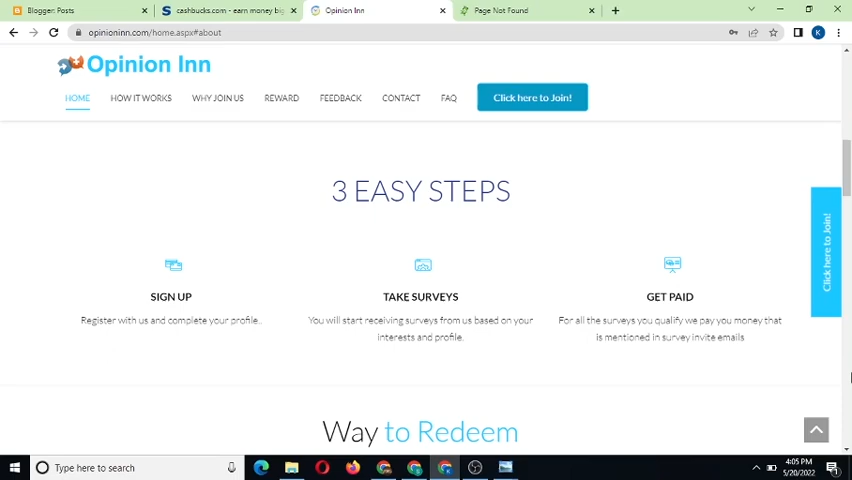 Blogger: Posts
cashbucks.com - earn money big
Opinion Inn
Page Not Found
opinioninn.com/home.aspx#about
K
Opinion Inn
HOME HOW IT WORKS WHY JOIN US REWARD FEEDBACK CONTACT FAQ Click here to Join!
3 EASY STEPS
Click here to Join!
SIGN UP TAKE SURVEYS GET PAID
Register with us and complete your profile.. You will start receiving surveys from us based on your For all the surveys you qualify we pay you money that
interests and profile. is mentioned in survey invite emails
Way to Redeem
Type here to search
4:05 PM
5/20/2022